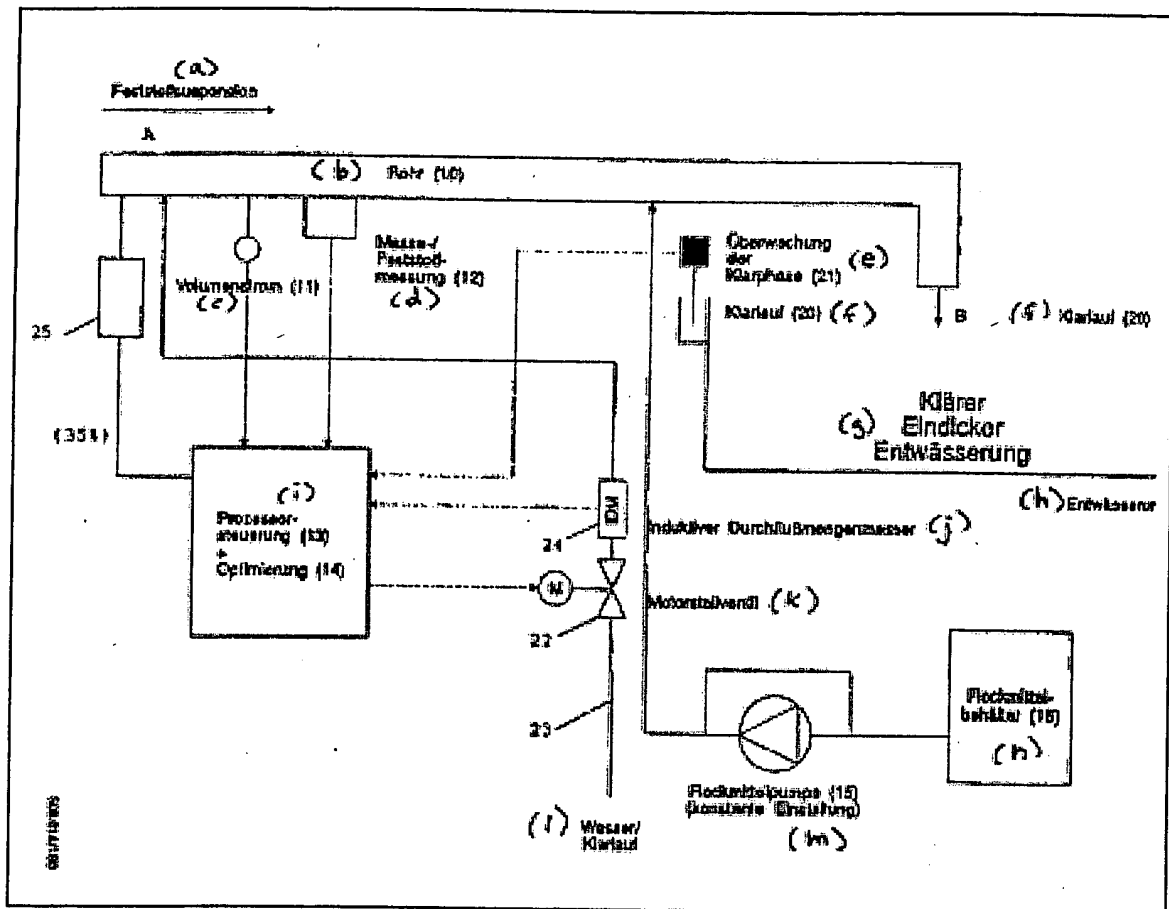 (a)
Feststoffsuspension
A
(b) Rohr (10)
Masse-/
Feststoff-
messung (12)
(d)
Volumenstrom (11)
(c)
25
Überwachung
der
Klarphase (21)
(e)
Klarlauf (20) (f)
B
(f) Klarlauf (20)
Klärer
(g) Eindicker
Entwässerung
(h) Entwässerer
(i)
Processor-
steuerung (13)
+
Optimierung (14)
IDM
24
Induktiver Durchflußmengenmesser (j)
M
Motorstellventil (k)
22
23
Flockmittel-
behälter (16)
(n)
Flockmittelpumpe (15)
(konstante Einstellung)
(m)
(l) Wasser/
Klarlauf